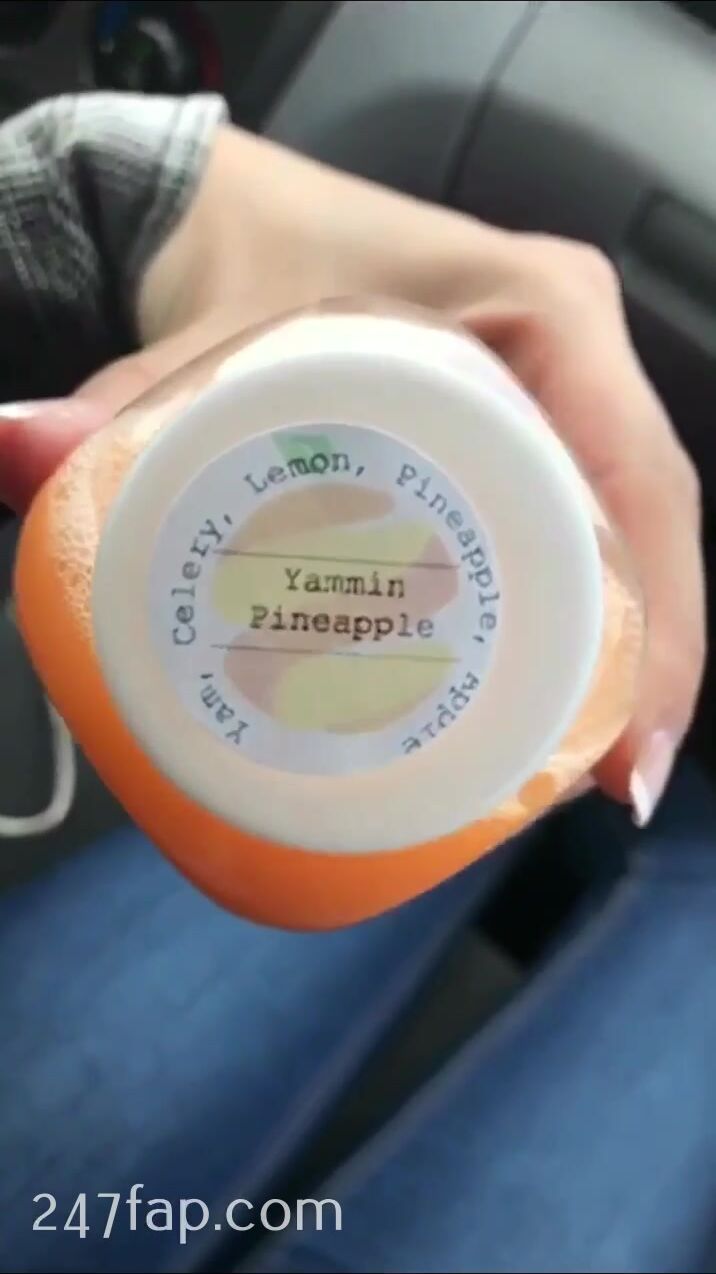 Yam, Celery, Lemon, Pineapple, Apple
Yammin
Pineapple
247fap.com